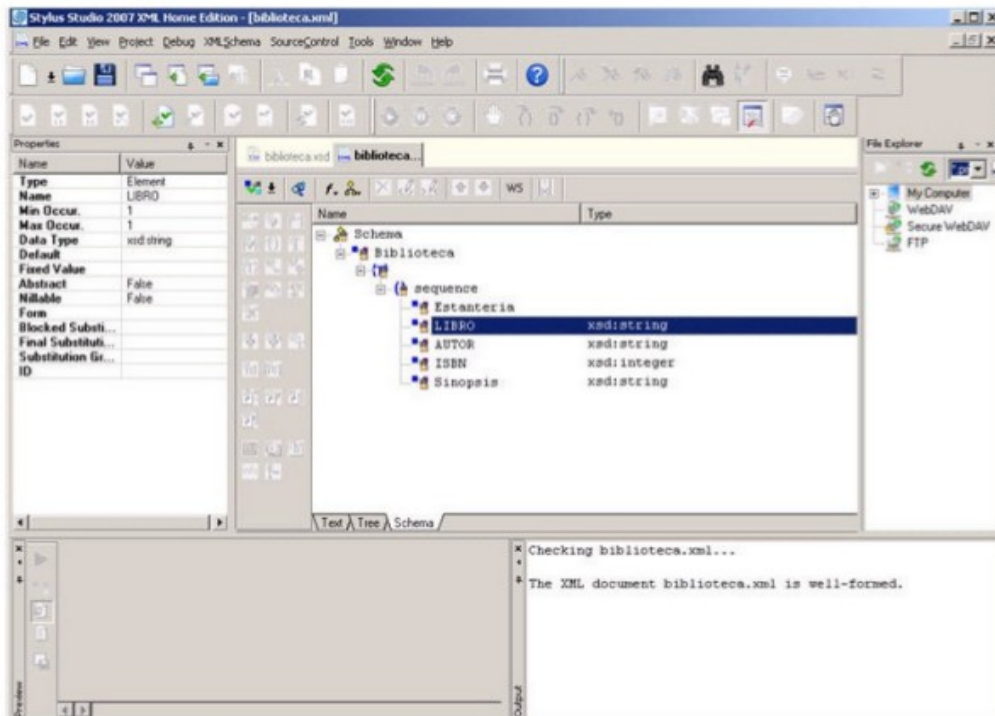 Stylus Studio 2007 XML Home Edition - [biblioteca.xml]
File Edit View Project Debug XMLSchema SourceControl Tools Window Help
Properties
Name Value
Type Element
Name LIBRO
Min Occur. 1
Max Occur. 1
Data Type xsd:string
Default
Fixed Value
Abstract False
Nillable False
Form
Blocked Substi...
Final Substituti...
Substitution Gr...
ID
biblioteca.xsd biblioteca...
WS
Name Type
Schema
Biblioteca
sequence
Estanteria
LIBRO xsd:string
AUTOR xsd:string
ISBN xsd:integer
Sinopsis xsd:string
Text Tree Schema
File Explorer
My Computer
WebDAV
Secure WebDAV
FTP
Preview
Output
Checking biblioteca.xml...
The XML document biblioteca.xml is well-formed.